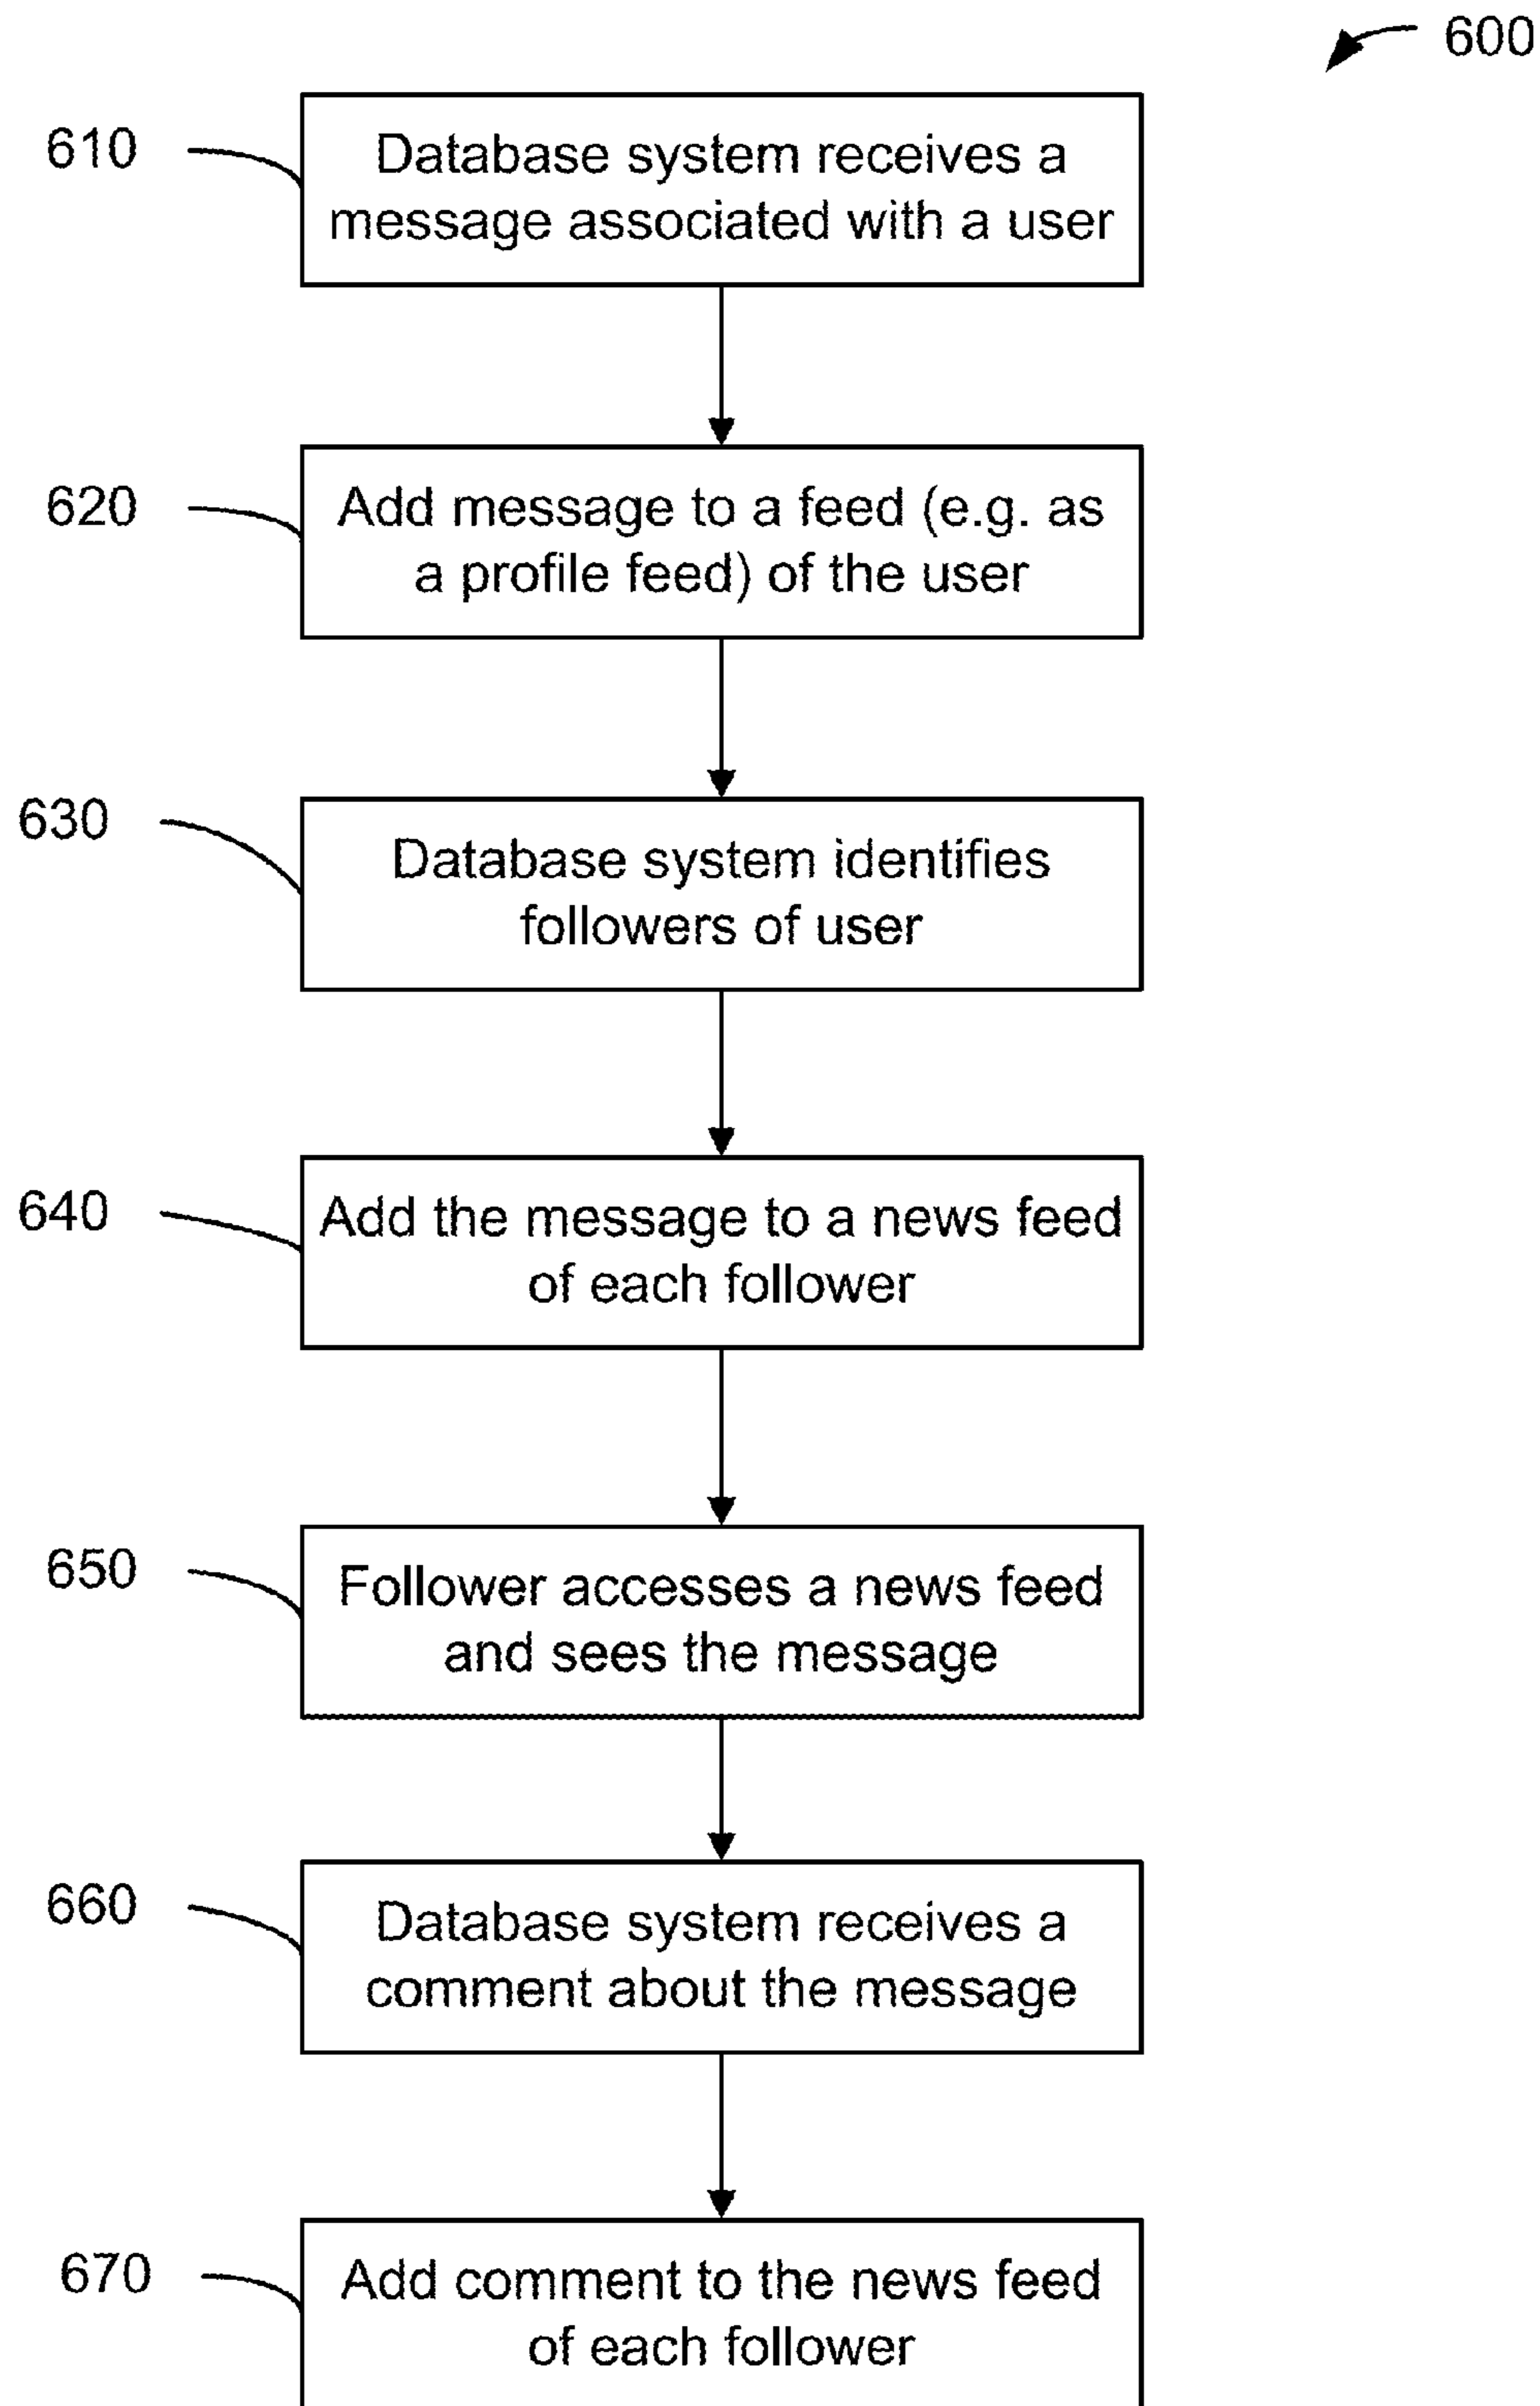 600
610
Database system receives a
message associated with a user
620
Add message to a feed (e.g. as
a profile feed) of the user
630
Database system identifies
followers of user
640
Add the message to a news feed
of each follower
650
Follower accesses a news feed
and sees the message
660
Database system receives a
comment about the message
670
Add comment to the news feed
of each follower